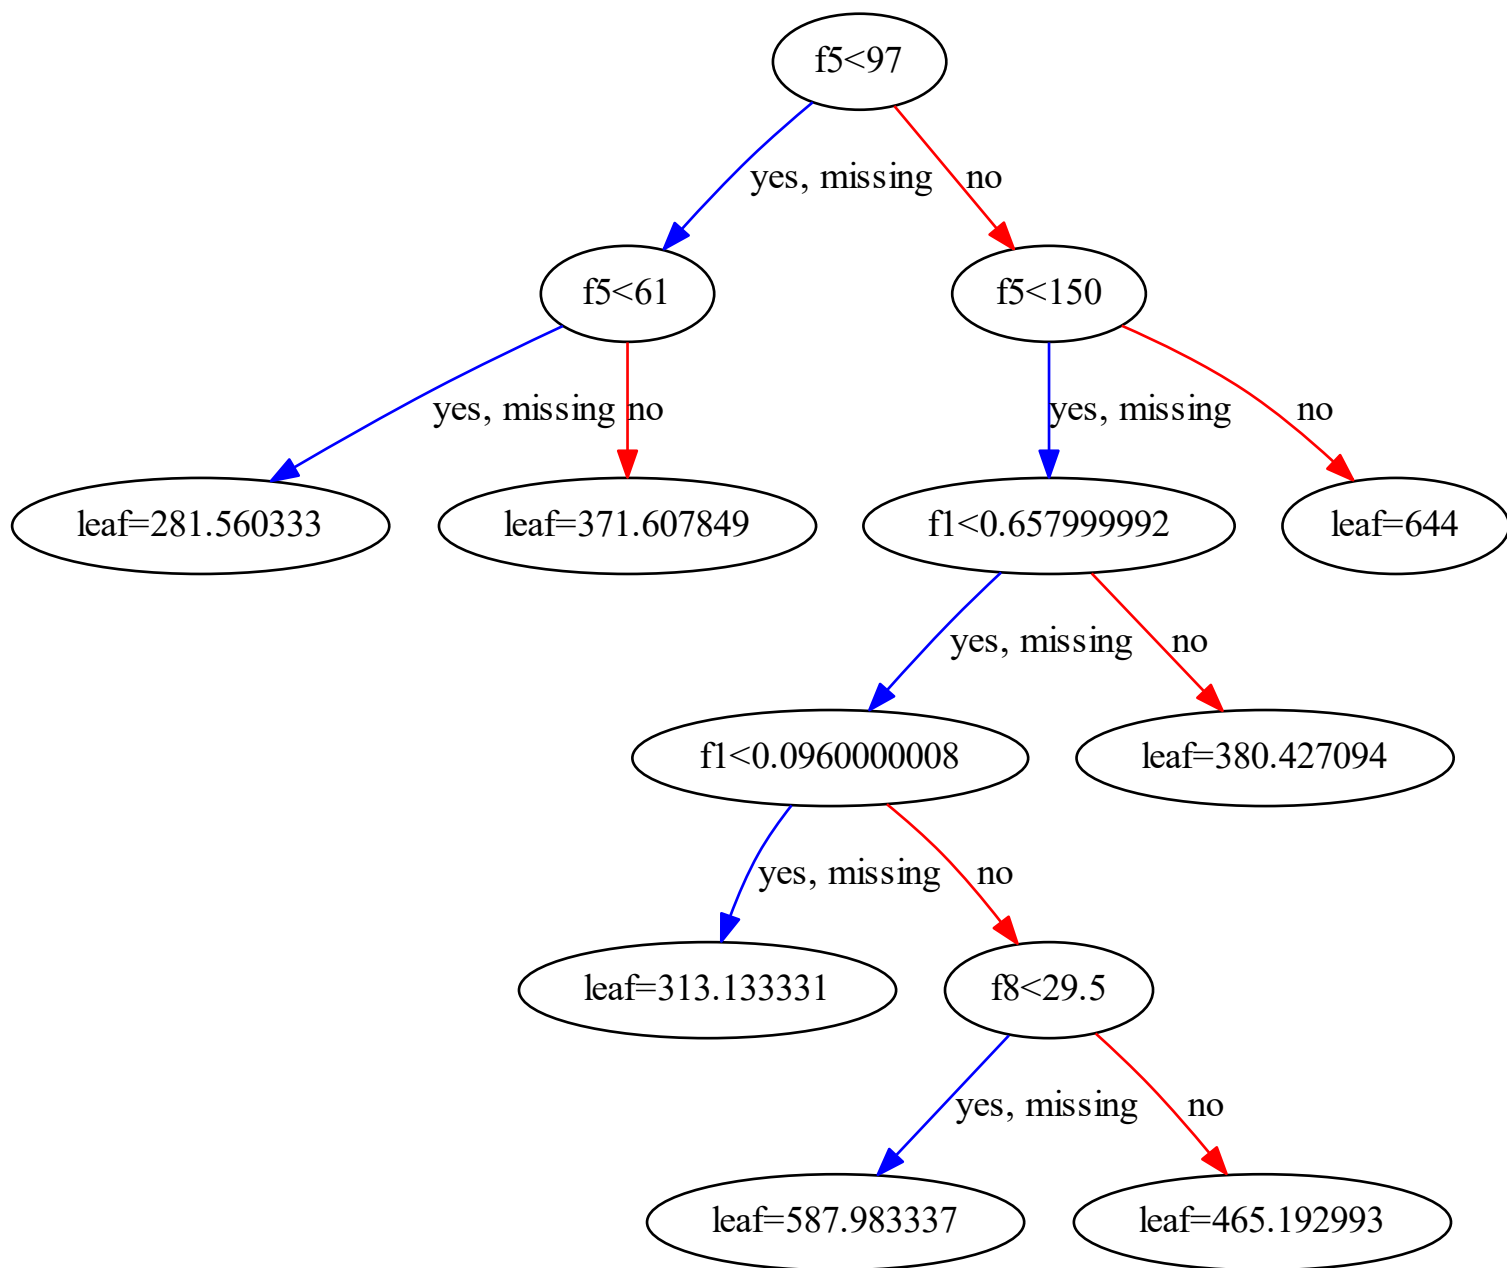 f5<97
yes, missing
no
f5<61
f5<150
yes, missing
no
yes, missing
no
leaf=281.560333
leaf=371.607849
f1<0.657999992
leaf=644
yes, missing
no
f1<0.0960000008
leaf=380.427094
yes, missing
no
leaf=313.133331
f8<29.5
yes, missing
no
leaf=587.983337
leaf=465.192993